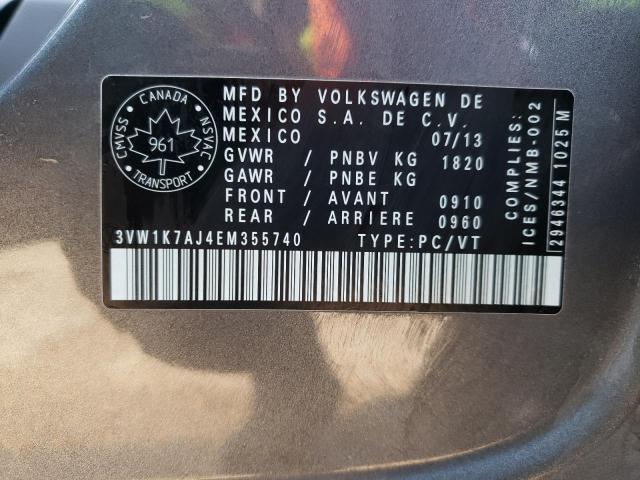 CANADA
CMVSS
NSVAC
961
TRANSPORT
MFD BY VOLKSWAGEN DE
MEXICO S.A. DE C.V.
MEXICO 07/13
GVWR / PNBV KG 1820
GAWR / PNBE KG
FRONT / AVANT 0910
REAR / ARRIERE 0960
3VW1K7AJ4EM355740 TYPE:PC/VT
COMPLIES:
ICES/NMB-002
2946344 1025 M